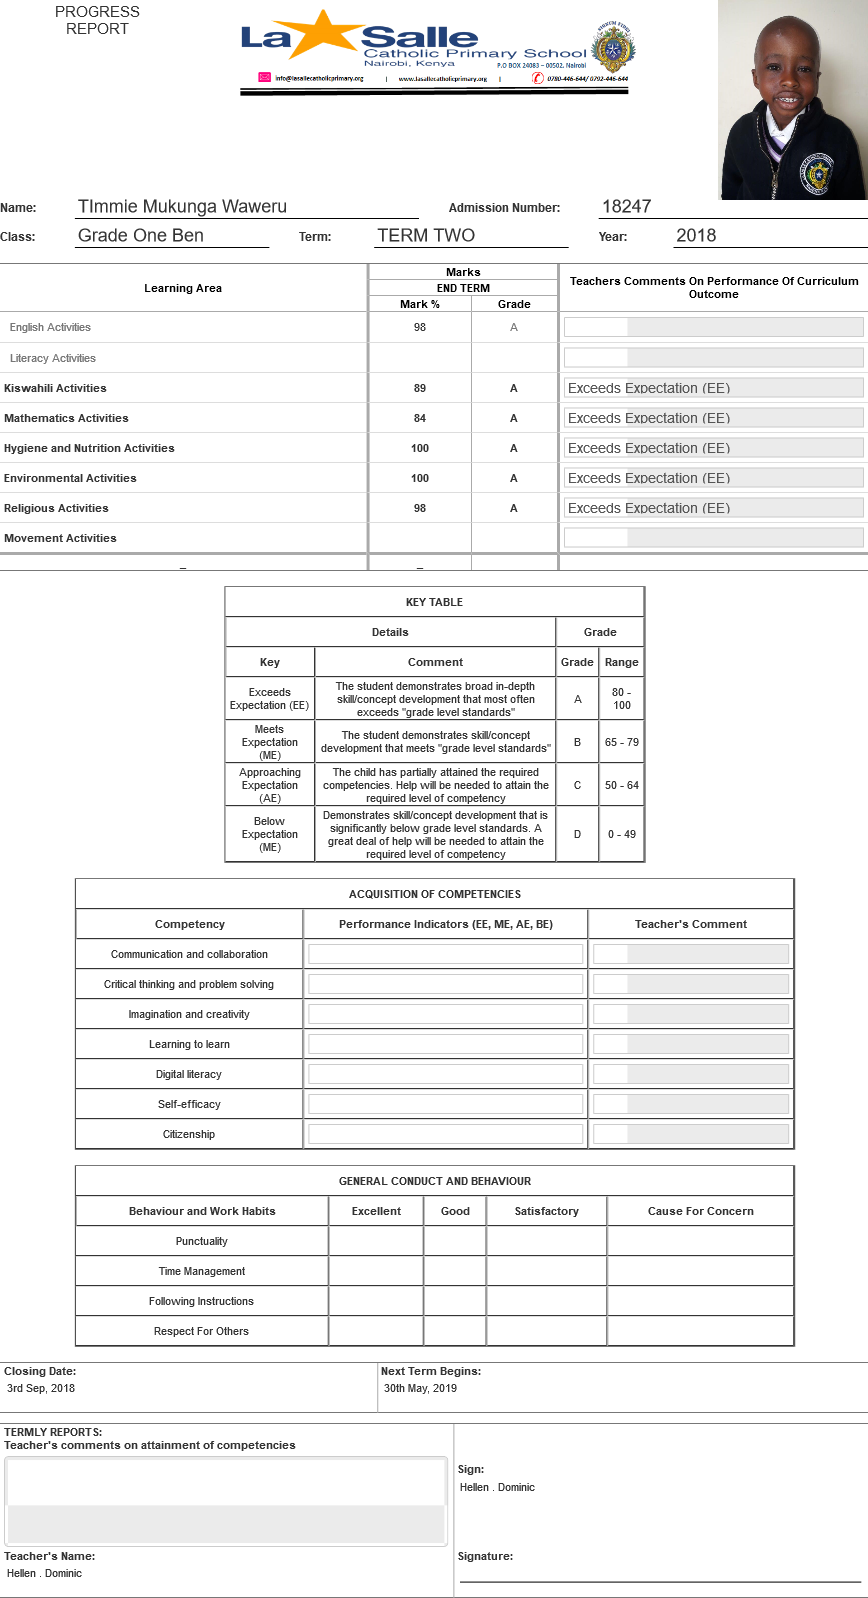 PROGRESS
REPORT
La Salle
Catholic Primary School
Nairobi, Kenya
P.O BOX 24083 – 00502, Nairobi
info@lasallecatholicprimary.org | www.lasallecatholicprimary.org | 0780-446-644/ 0792-446-644
Name: TImmie Mukunga Waweru Admission Number: 18247
Class: Grade One Ben Term: TERM TWO Year: 2018
Learning Area Marks Teachers Comments On Performance Of Curriculum Outcome
END TERM
Mark % Grade
English Activities 98 A
Literacy Activities
Kiswahili Activities 89 A Exceeds Expectation (EE)
Mathematics Activities 84 A Exceeds Expectation (EE)
Hygiene and Nutrition Activities 100 A Exceeds Expectation (EE)
Environmental Activities 100 A Exceeds Expectation (EE)
Religious Activities 98 A Exceeds Expectation (EE)
Movement Activities
_ _
KEY TABLE
Details Grade
Key Comment Grade Range
Exceeds Expectation (EE) The student demonstrates broad in-depth skill/concept development that most often exceeds "grade level standards" A 80 - 100
Meets Expectation (ME) The student demonstrates skill/concept development that meets "grade level standards" B 65 - 79
Approaching Expectation (AE) The child has partially attained the required competencies. Help will be needed to attain the required level of competency C 50 - 64
Below Expectation (ME) Demonstrates skill/concept development that is significantly below grade level standards. A great deal of help will be needed to attain the required level of competency D 0 - 49
ACQUISITION OF COMPETENCIES
Competency Performance Indicators (EE, ME, AE, BE) Teacher's Comment
Communication and collaboration
Critical thinking and problem solving
Imagination and creativity
Learning to learn
Digital literacy
Self-efficacy
Citizenship
GENERAL CONDUCT AND BEHAVIOUR
Behaviour and Work Habits Excellent Good Satisfactory Cause For Concern
Punctuality
Time Management
Following Instructions
Respect For Others
Closing Date: Next Term Begins:
3rd Sep, 2018 30th May, 2019
TERMLY REPORTS:
Teacher's comments on attainment of competencies
Sign:
Hellen . Dominic
Teacher's Name: Signature:
Hellen . Dominic